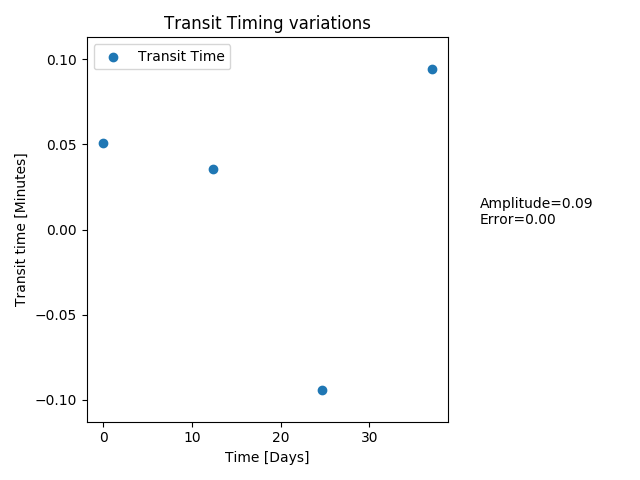 Transit Timing variations
Transit Time
0.10
0.05
0.00
−0.05
−0.10
Transit time [Minutes]
0
10
20
30
Time [Days]
Amplitude=0.09
Error=0.00